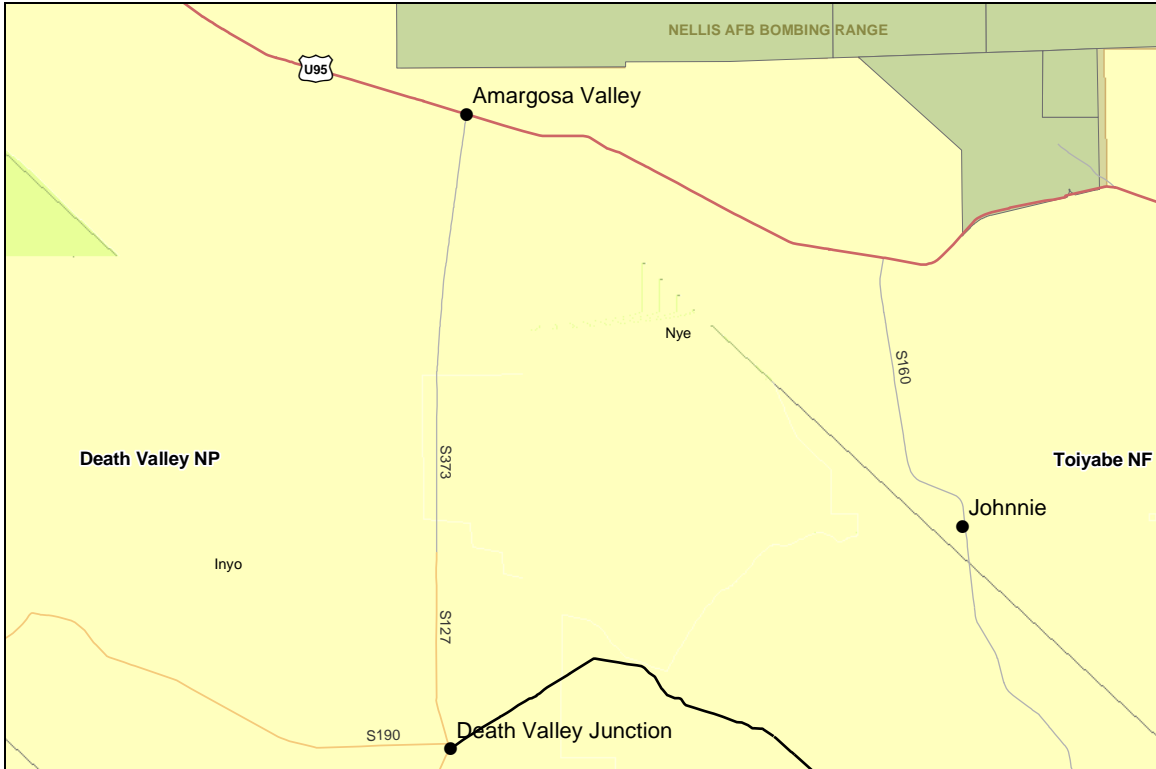 NELLIS AFB BOMBING RANGE
U95
Amargosa Valley
Nye
S160
Death Valley NP
S373
Toiyabe NF
Johnnie
Inyo
S127
S190
Death Valley Junction